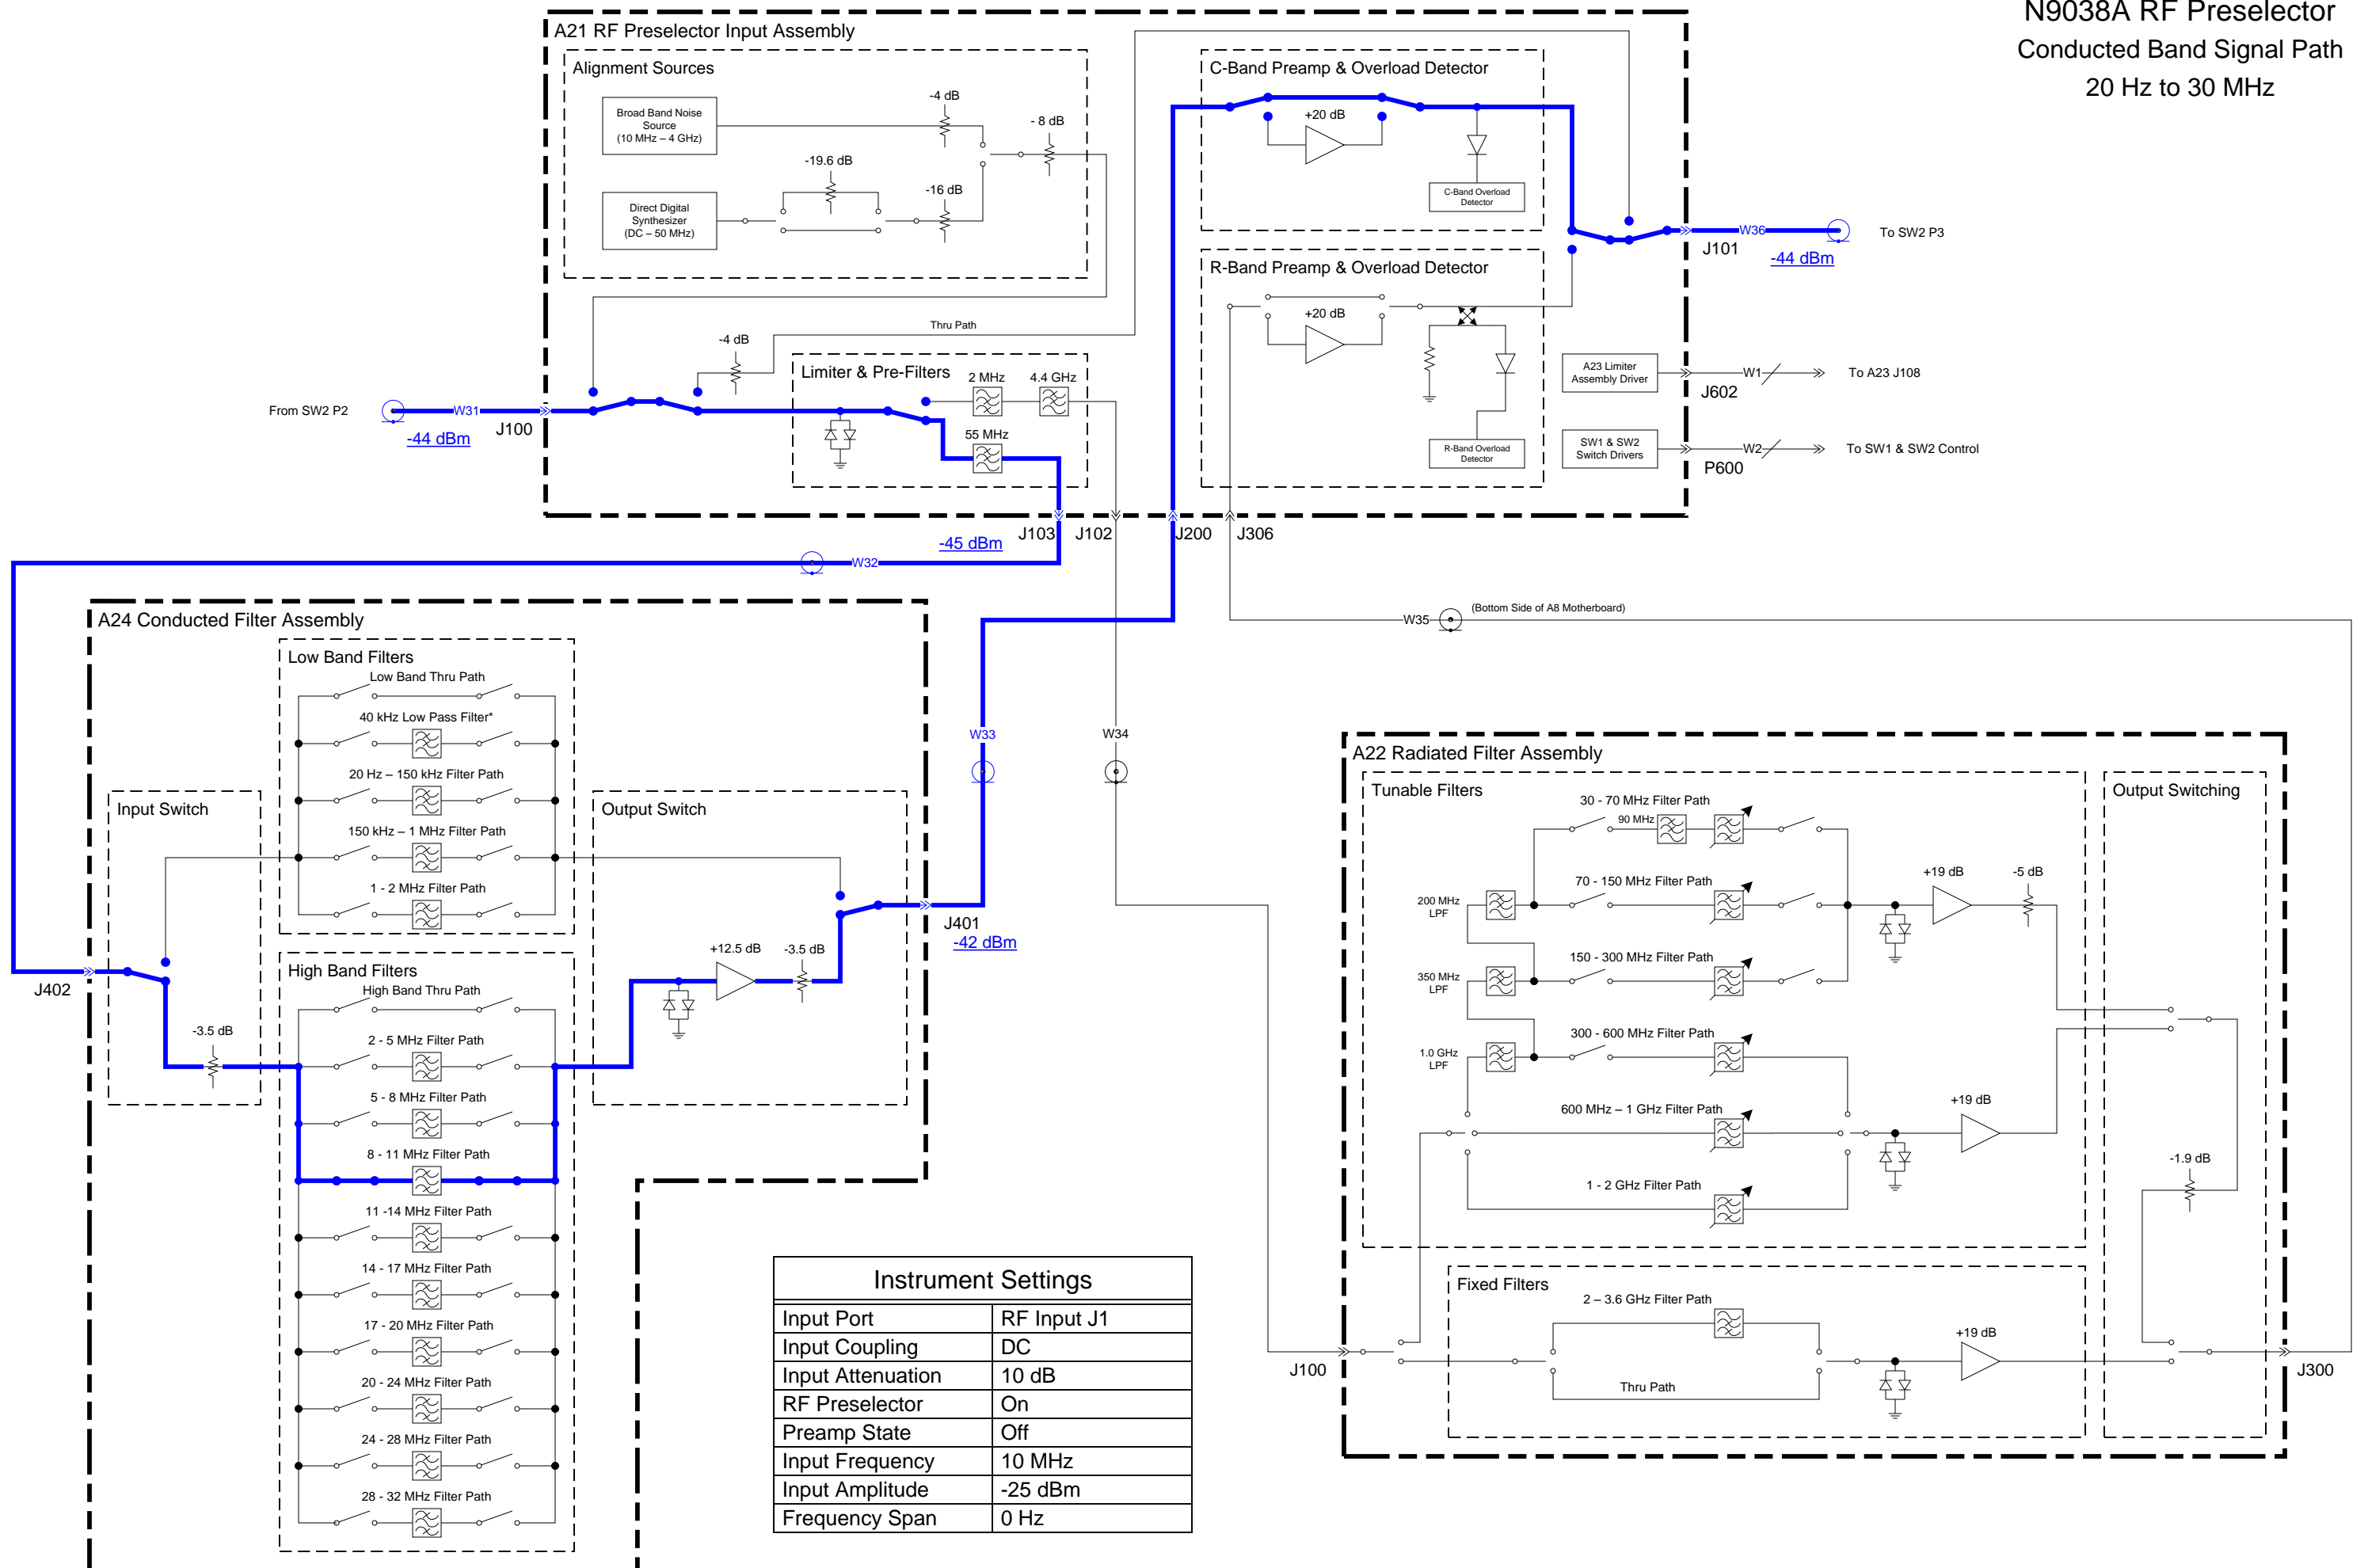 N9038A RF Preselector
Conducted Band Signal Path
20 Hz to 30 MHz
A21 RF Preselector Input Assembly
Alignment Sources
Broad Band Noise
Source
(10 MHz – 4 GHz)
-4 dB
- 8 dB
-19.6 dB
-16 dB
Direct Digital
Synthesizer
(DC – 50 MHz)
C-Band Preamp & Overload Detector
+20 dB
C-Band Overload
Detector
R-Band Preamp & Overload Detector
+20 dB
R-Band Overload
Detector
J101
W36
-44 dBm
To SW2 P3
A23 Limiter
Assembly Driver
J602
W1
To A23 J108
SW1 & SW2
Switch Drivers
P600
W2
To SW1 & SW2 Control
Thru Path
-4 dB
Limiter & Pre-Filters
2 MHz
4.4 GHz
55 MHz
From SW2 P2
W31
-44 dBm
J100
J103
J102
J200
J306
-45 dBm
W32
W35
(Bottom Side of A8 Motherboard)
W33
W34
A24 Conducted Filter Assembly
Low Band Filters
Low Band Thru Path
40 kHz Low Pass Filter*
20 Hz – 150 kHz Filter Path
150 kHz – 1 MHz Filter Path
1 - 2 MHz Filter Path
Input Switch
-3.5 dB
J402
Output Switch
+12.5 dB
-3.5 dB
J401
-42 dBm
High Band Filters
High Band Thru Path
2 - 5 MHz Filter Path
5 - 8 MHz Filter Path
8 - 11 MHz Filter Path
11 -14 MHz Filter Path
14 - 17 MHz Filter Path
17 - 20 MHz Filter Path
20 - 24 MHz Filter Path
24 - 28 MHz Filter Path
28 - 32 MHz Filter Path
A22 Radiated Filter Assembly
Tunable Filters
30 - 70 MHz Filter Path
90 MHz
70 - 150 MHz Filter Path
200 MHz
LPF
150 - 300 MHz Filter Path
350 MHz
LPF
300 - 600 MHz Filter Path
1.0 GHz
LPF
600 MHz – 1 GHz Filter Path
1 - 2 GHz Filter Path
+19 dB
-5 dB
+19 dB
Output Switching
-1.9 dB
Fixed Filters
2 – 3.6 GHz Filter Path
Thru Path
+19 dB
J100
J300
Instrument Settings
Input Port RF Input J1
Input Coupling DC
Input Attenuation 10 dB
RF Preselector On
Preamp State Off
Input Frequency 10 MHz
Input Amplitude -25 dBm
Frequency Span 0 Hz